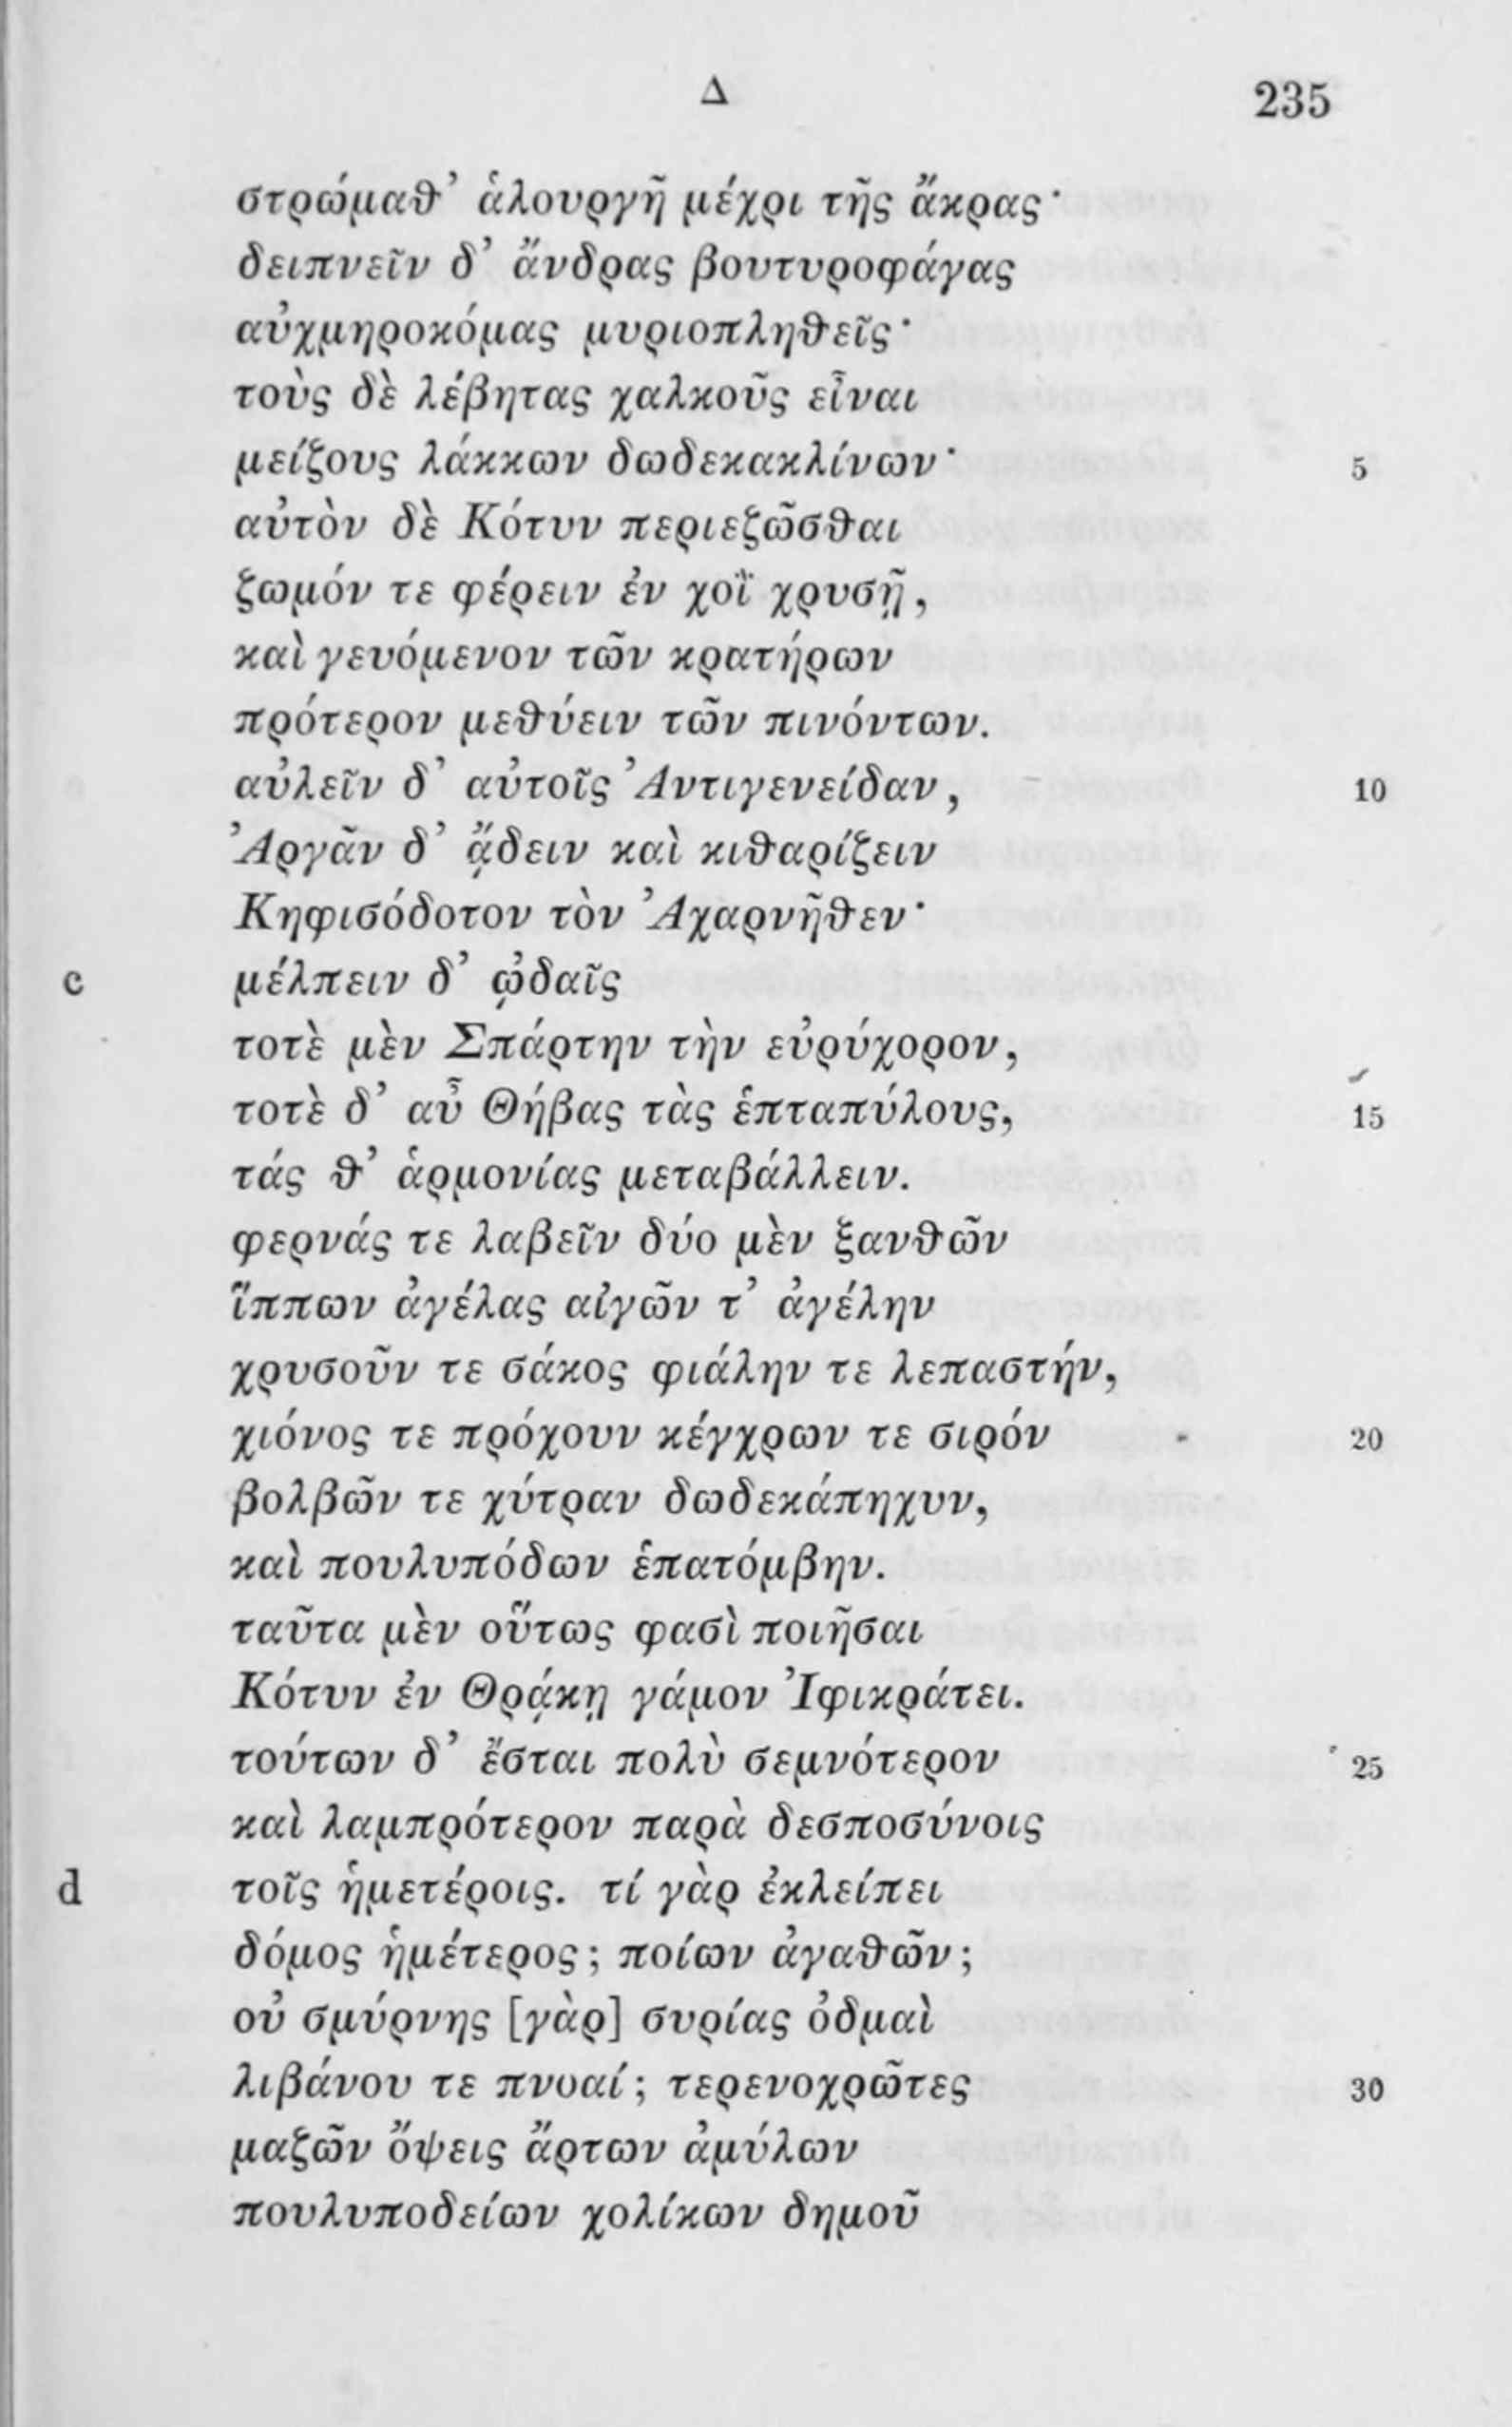 Δ 235
στρώμαθ’ ἁλουργῆ μέχρι τῆς ἄκρας·
δειπνεῖν δ’ ἄνδρας βουτυροφάγας
αὐχμηροκόμας μυριοπληθεῖς·
τοὺς δὲ λέβητας χαλκοῦς εἶναι
μείζους λάκκων δωδεκακλίνων· 5
αὐτὸν δὲ Κότυν περιεζῶσθαι
ζωμόν τε φέρειν ἐν χοῒ χρυσῇ,
καὶ γευόμενον τῶν κρατήρων
πρότερον μεθύειν τῶν πινόντων.
αὐλεῖν δ’ αὐτοῖς Ἀντιγενείδαν, 10
Ἀργᾶν δ’ ᾄδειν καὶ κιθαρίζειν
Κηφισόδοτον τὸν Ἀχαρνῆθεν·
c μέλπειν δ’ ᾠδαῖς
τοτὲ μὲν Σπάρτην τὴν εὐρύχορον,
τοτὲ δ’ αὖ Θήβας τὰς ἑπταπύλους, 15
τάς θ’ ἁρμονίας μεταβάλλειν.
φερνάς τε λαβεῖν δύο μὲν ξανθῶν
ἵππων ἀγέλας αἰγῶν τ’ ἀγέλην
χρυσοῦν τε σάκος φιάλην τε λεπαστήν,
χιόνος τε πρόχουν κέγχρων τε σιρόν 20
βολβῶν τε χύτραν δωδεκάπηχυν,
καὶ πουλυπόδων ἑπατόμβην.
ταῦτα μὲν οὕτως φασὶ ποιῆσαι
Κότυν ἐν Θρᾴκῃ γάμον Ἰφικράτει.
τούτων δ’ ἔσται πολὺ σεμνότερον 25
καὶ λαμπρότερον παρὰ δεσποσύνοις
d τοῖς ἡμετέροις. τί γὰρ ἐκλείπει
δόμος ἡμέτερος; ποίων ἀγαθῶν;
οὐ σμύρνης [γὰρ] συρίας ὀδμαὶ
λιβάνου τε πνοαί; τερενοχρῶτες 30
μαζῶν ὄψεις ἄρτων ἀμύλων
πουλυποδείων χολίκων δημοῦ